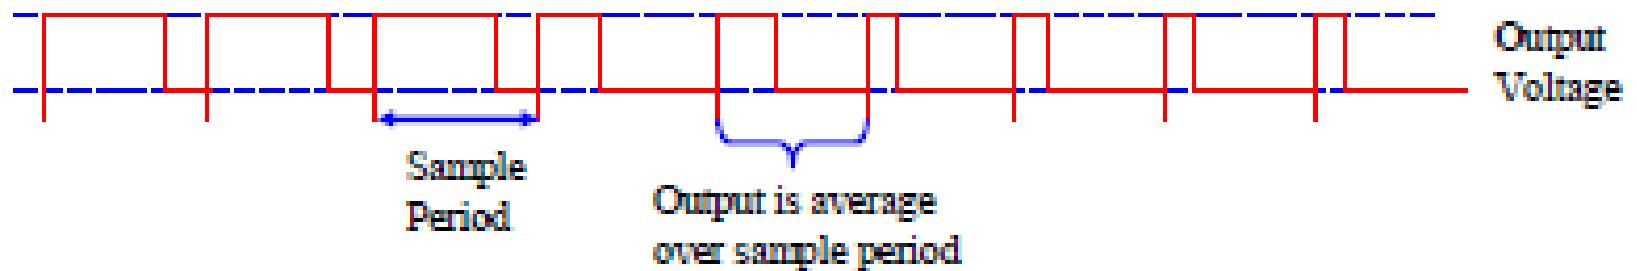 Output
Voltage
Sample
Period
Output is average
over sample period